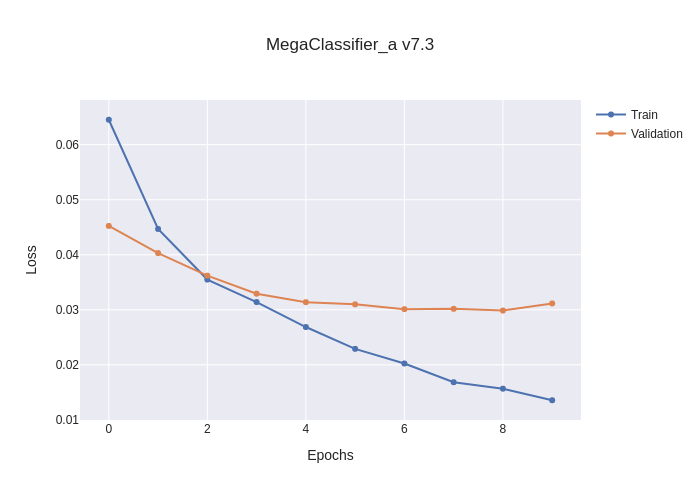 MegaClassifier_a v7.3
Train
Validation
0.06
0.05
0.04
0.03
0.02
0.01
Loss
0 2 4 6 8
Epochs